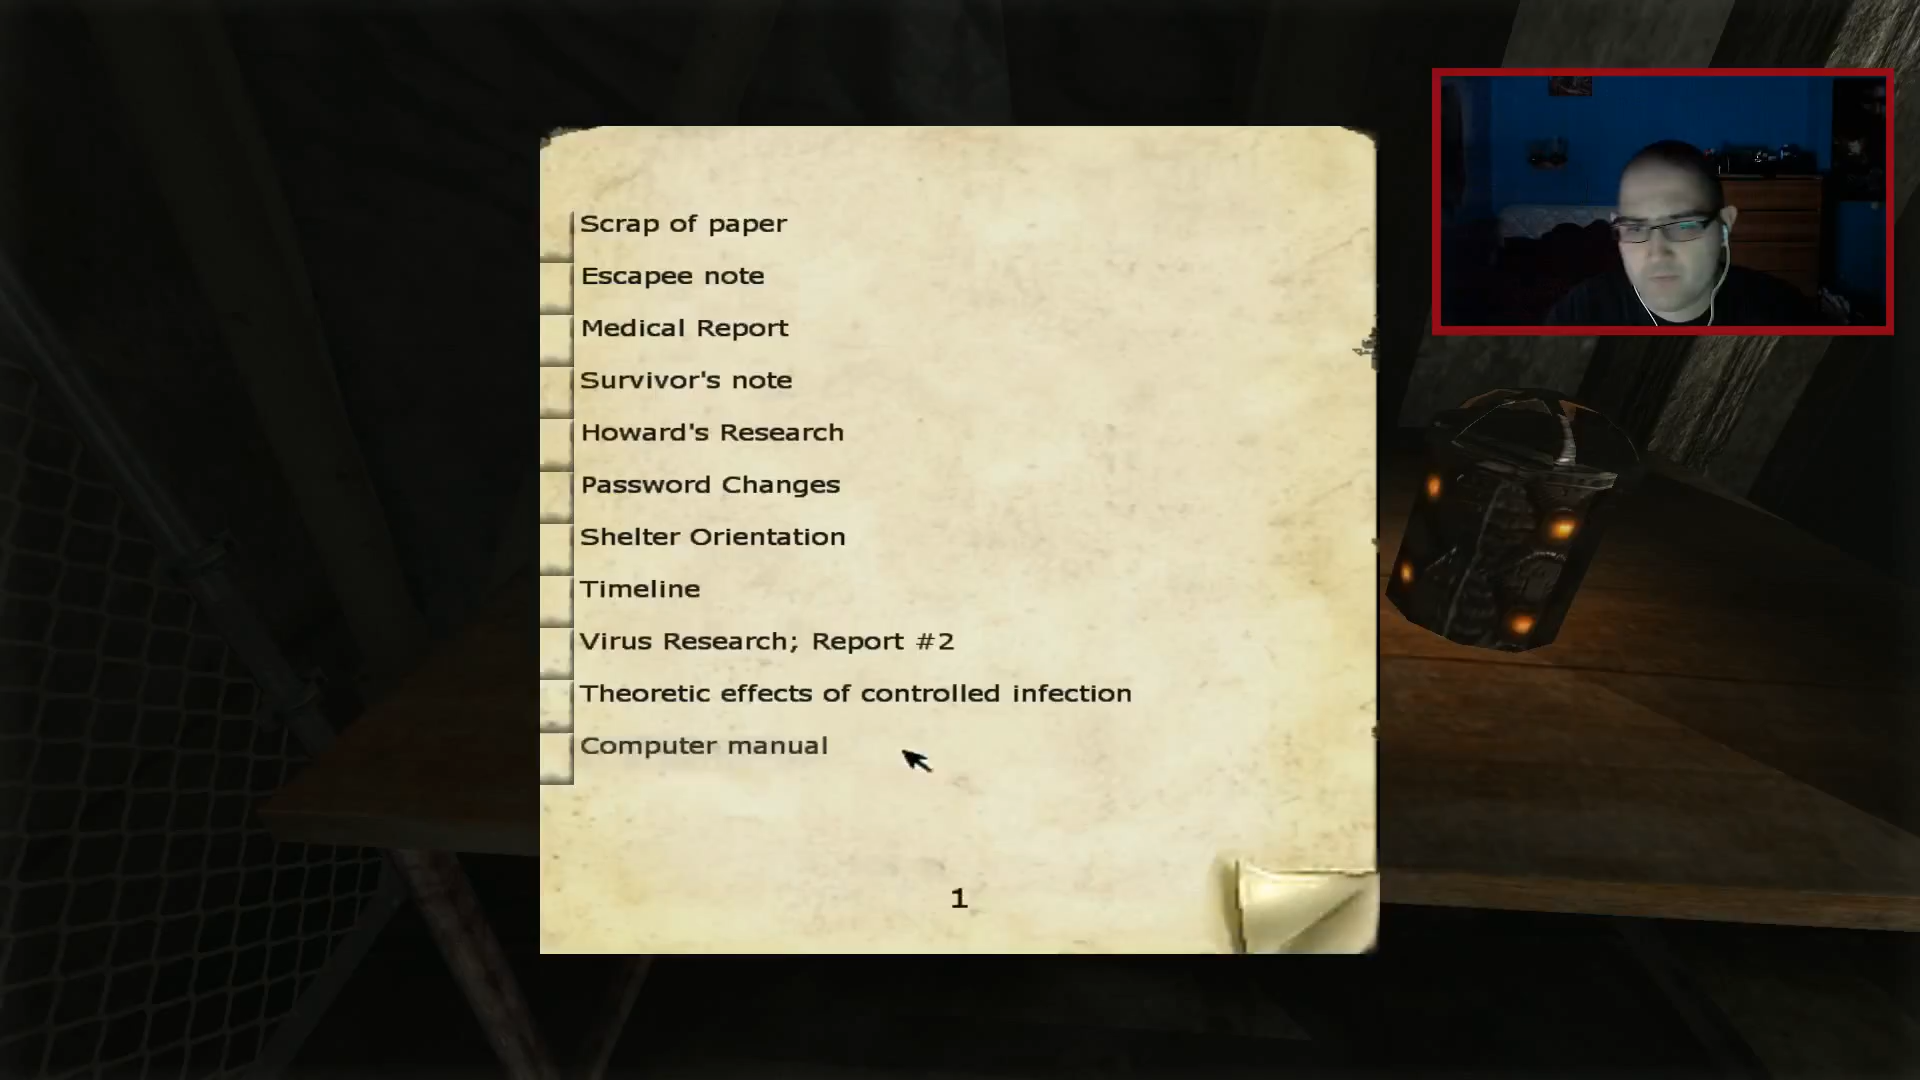 Scrap of paper
Escapee note
Medical Report
Survivor's note
Howard's Research
Password Changes
Shelter Orientation
Timeline
Virus Research; Report #2
Theoretic effects of controlled infection
Computer manual
1